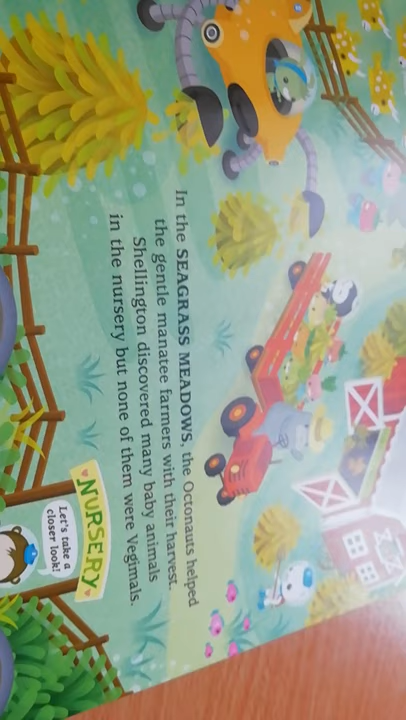 In the SEAGRASS MEADOWS, the Octonauts helped
the gentle manatee farmers with their harvest.
Shellington discovered many baby animals
in the nursery but none of them were Vegimals.
NURSERY
Let's take a
closer look!